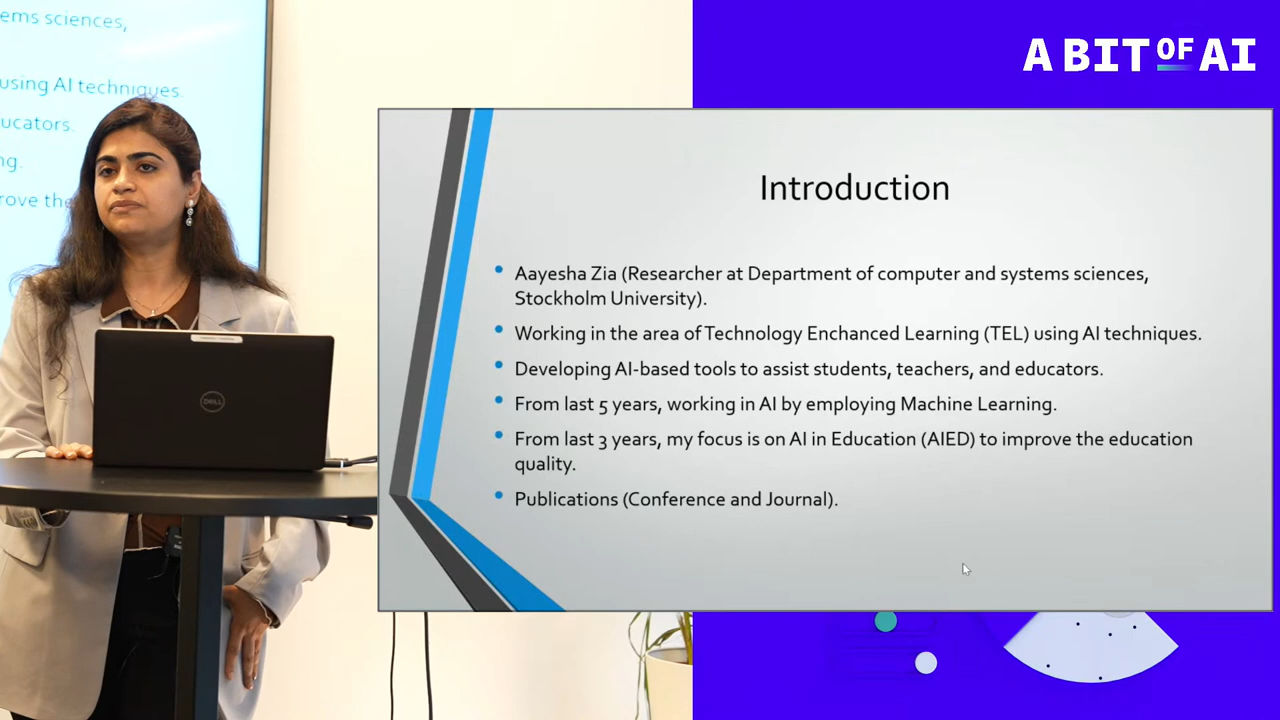 ems sciences,
using AI techniques.
ucators.
ng.
rove the
DELL
A BIT OF AI
Introduction
Aayesha Zia (Researcher at Department of computer and systems sciences,
Stockholm University).
Working in the area of Technology Enchanced Learning (TEL) using AI techniques.
Developing AI-based tools to assist students, teachers, and educators.
From last 5 years, working in AI by employing Machine Learning.
From last 3 years, my focus is on AI in Education (AIED) to improve the education
quality.
Publications (Conference and Journal).